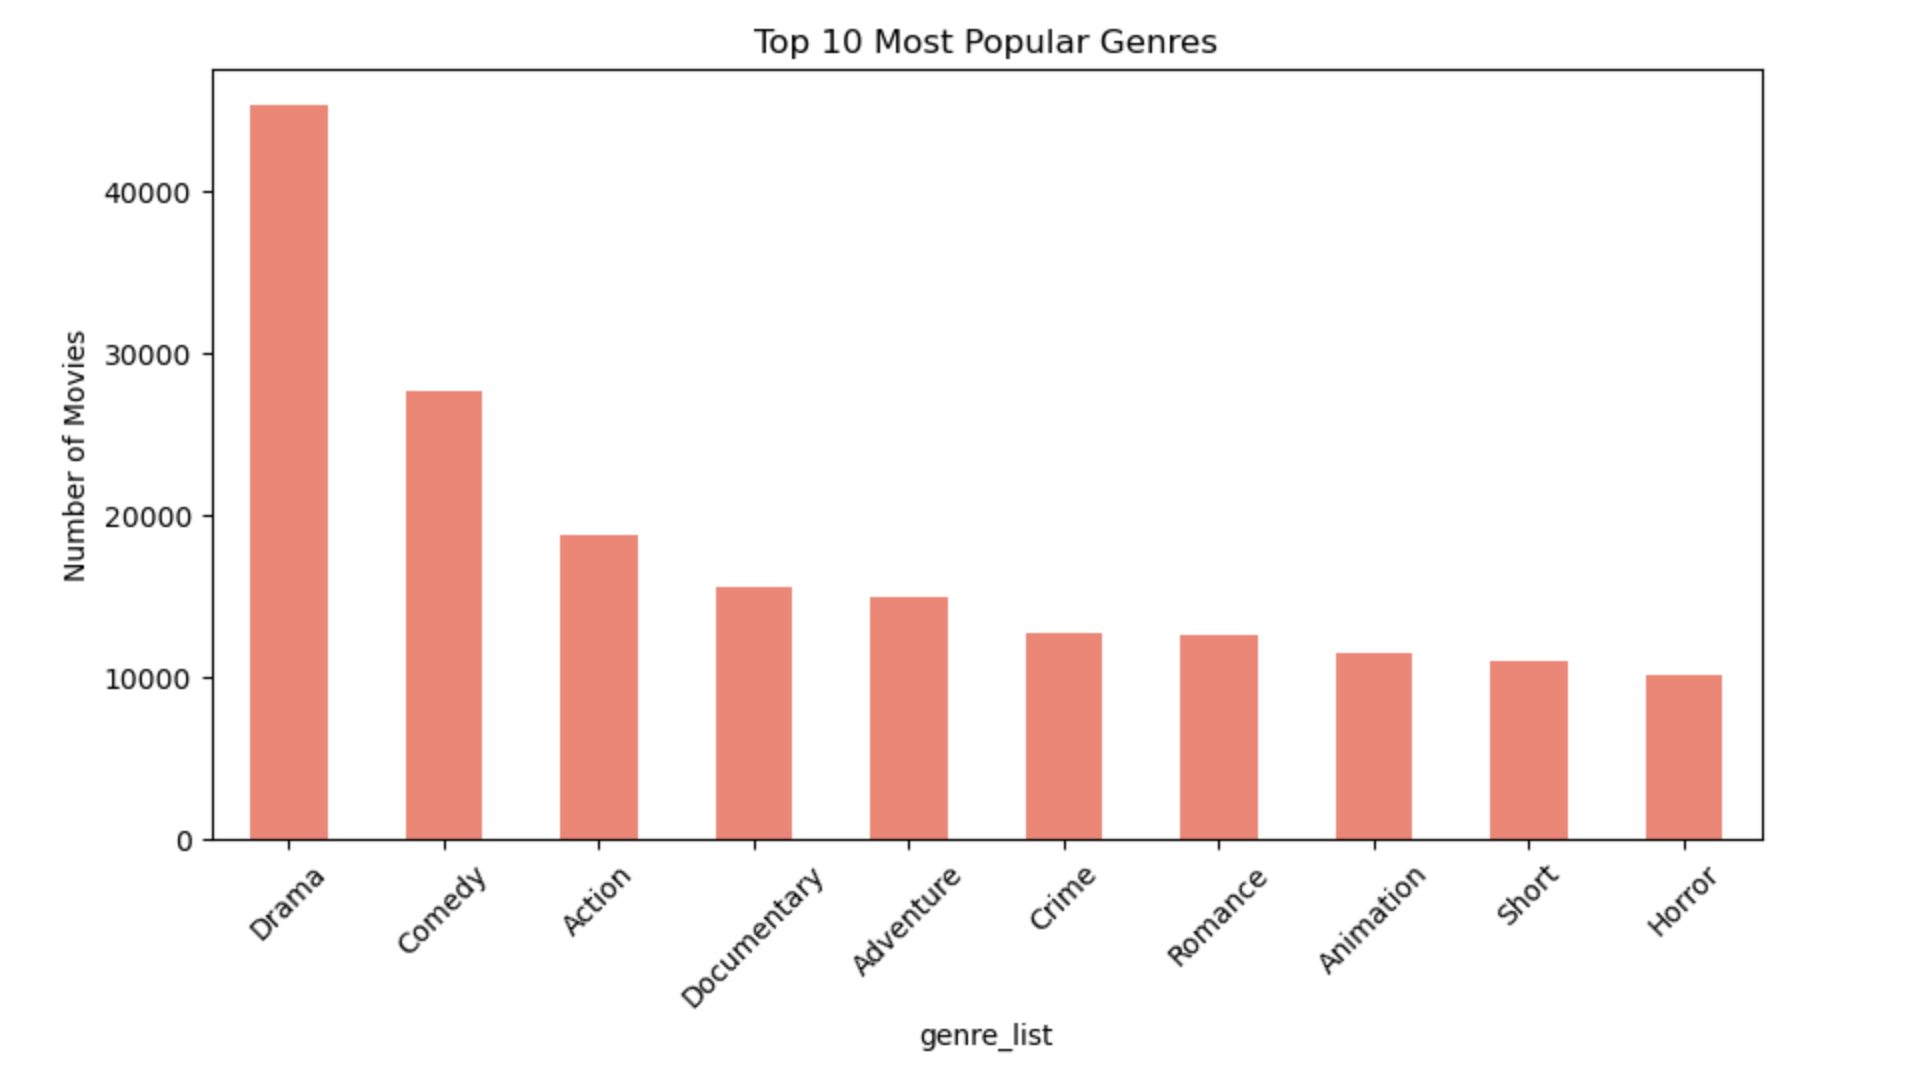 Top 10 Most Popular Genres
Number of Movies
40000
30000
20000
10000
0
Drama
Comedy
Action
Documentary
Adventure
Crime
Romance
Animation
Short
Horror
genre_list